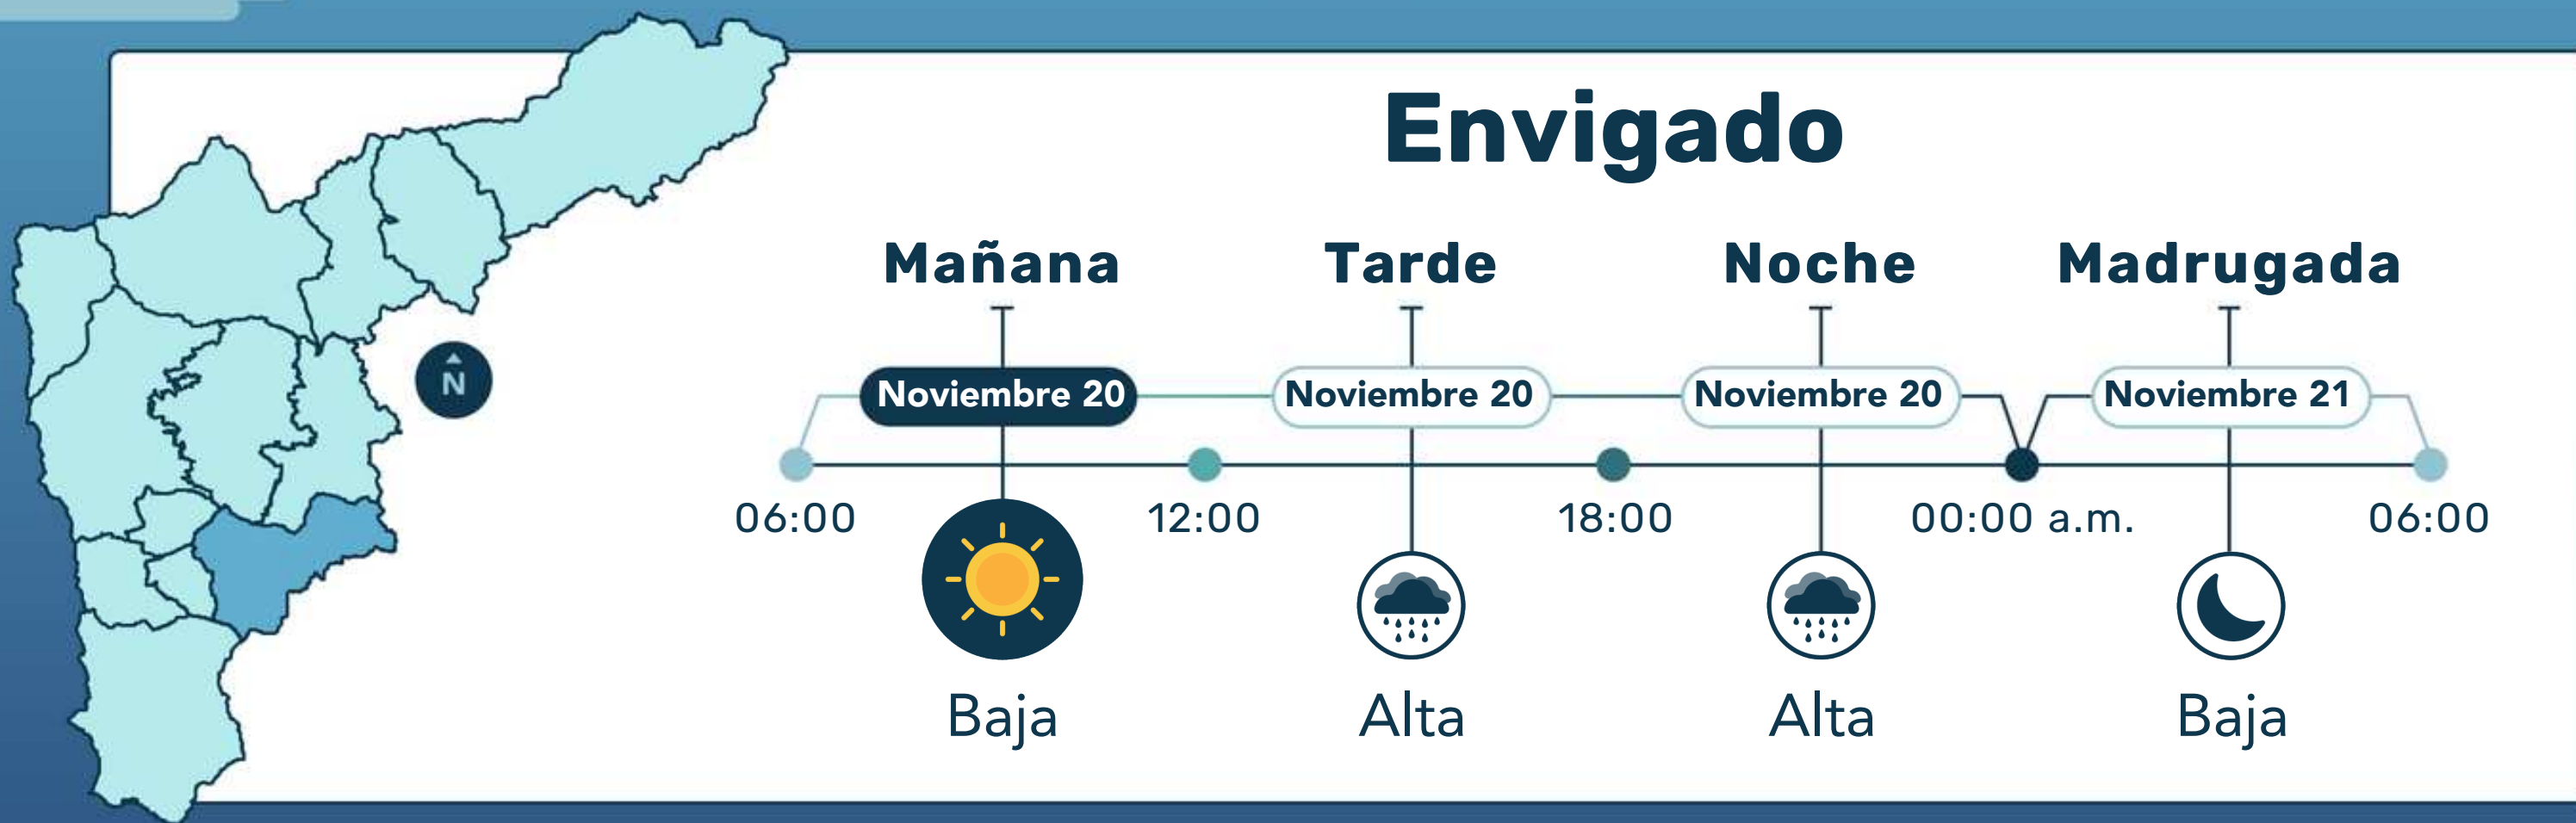 Envigado
Mañana Tarde Noche Madrugada
N
Noviembre 20 Noviembre 20 Noviembre 20 Noviembre 21
06:00 12:00 18:00 00:00 a.m. 06:00
Baja Alta Alta Baja